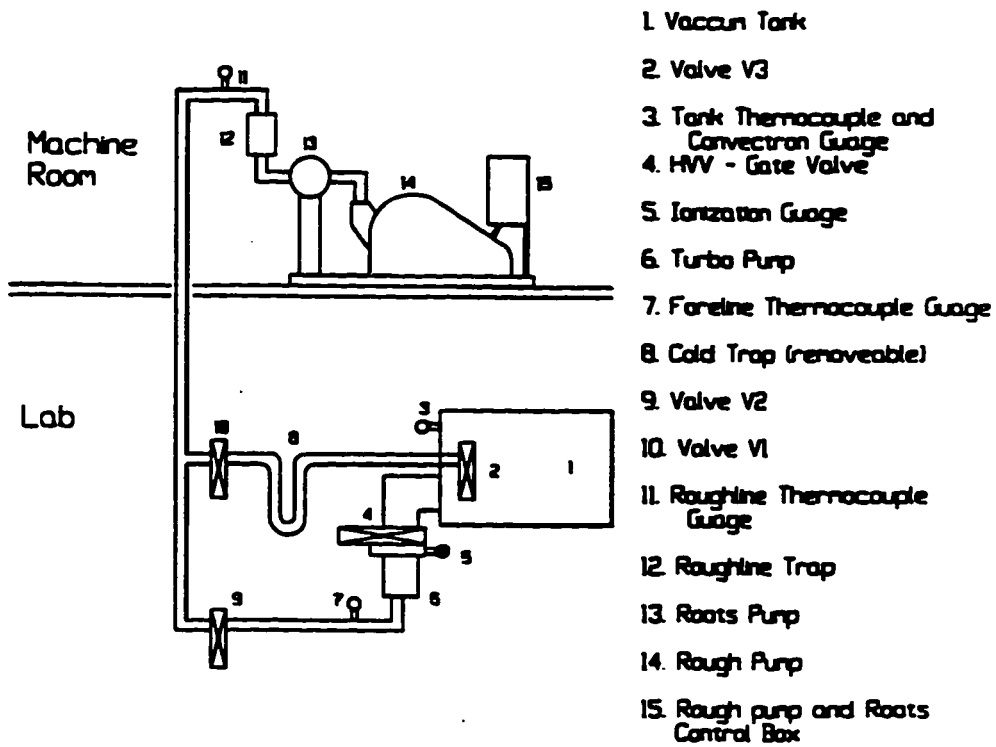 1. Vaccun Tank
2. Valve V3
3. Tank Thermocouple and
Convectron Guage
4. HVV - Gate Valve
5. Ionization Guage
6. Turbo Pump
7. Foreline Thermocouple Guage
8. Cold Trap (removeable)
9. Valve V2
10. Valve V1
11. Roughline Thermocouple
Guage
12. Roughline Trap
13. Roots Pump
14. Rough Pump
15. Rough pump and Roots
Control Box
11
Machine
Room
12
13
14
15
Lab
10
8
3
2
1
4
5
9
7
6